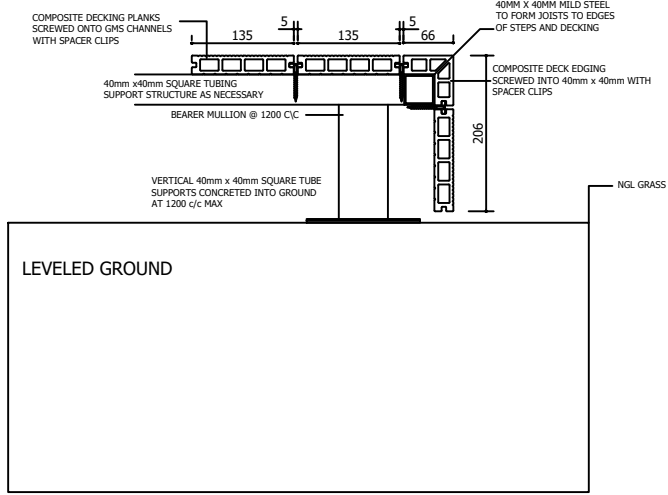 COMPOSITE DECKING PLANKS
SCREWED ONTO GMS CHANNELS
WITH SPACER CLIPS
40MM X 40MM MILD STEEL
TO FORM JOISTS TO EDGES
OF STEPS AND DECKING
5
5
135
135
66
COMPOSITE DECK EDGING
SCREWED INTO 40mm x 40mm WITH
SPACER CLIPS
40mm x40mm SQUARE TUBING
SUPPORT STRUCTURE AS NECESSARY
BEARER MULLION @ 1200 C\C
206
VERTICAL 40mm x 40mm SQUARE TUBE
SUPPORTS CONCRETED INTO GROUND
AT 1200 c/c MAX
NGL GRASS
LEVELED GROUND